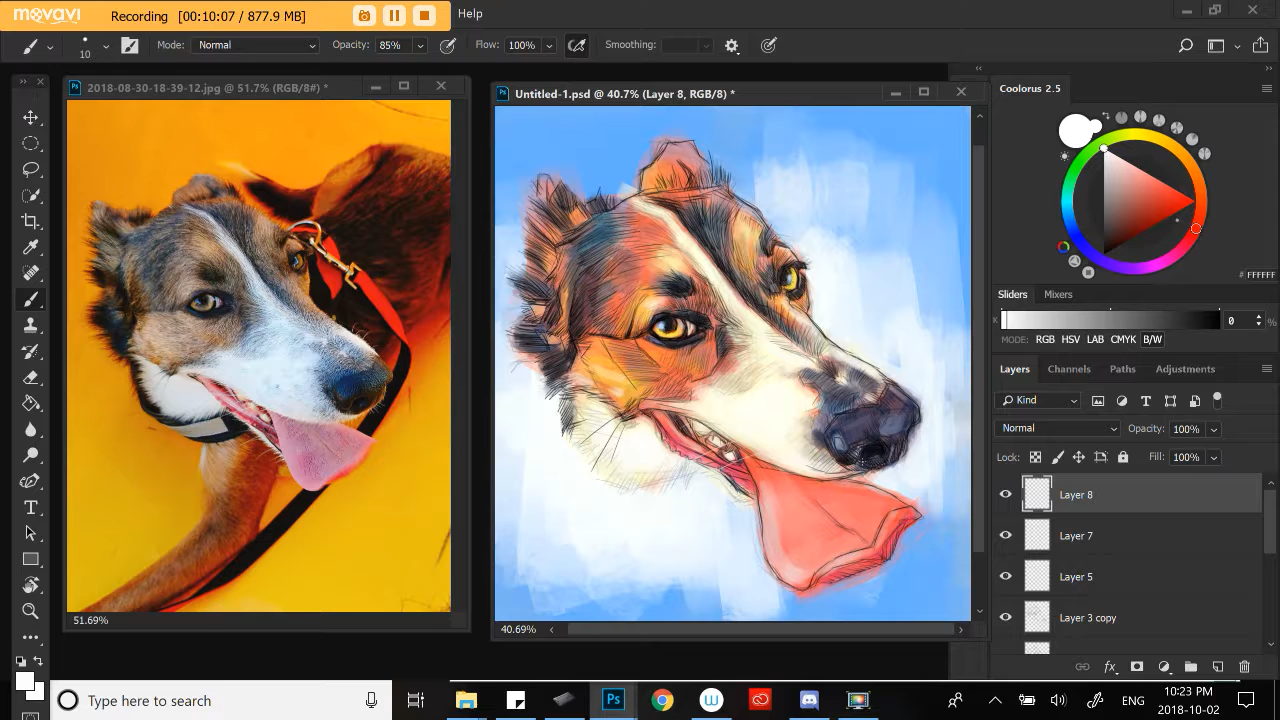 movavi Recording [00:10:07 / 877.9 MB] Help
10 Mode: Normal Opacity: 85% Flow: 100% Smoothing:
2018-08-30-18-39-12.jpg @ 51.7% (RGB/8#) *
Untitled-1.psd @ 40.7% (Layer 8, RGB/8) *
51.69%
40.69%
Coolorus 2.5
# FFFFFF
Sliders Mixers
K 0 %
MODE: RGB HSV LAB CMYK B/W
Layers Channels Paths Adjustments
Kind
Normal Opacity: 100%
Lock: Fill: 100%
Layer 8
Layer 7
Layer 5
Layer 3 copy
Type here to search
Ps
ENG
10:23 PM
2018-10-02